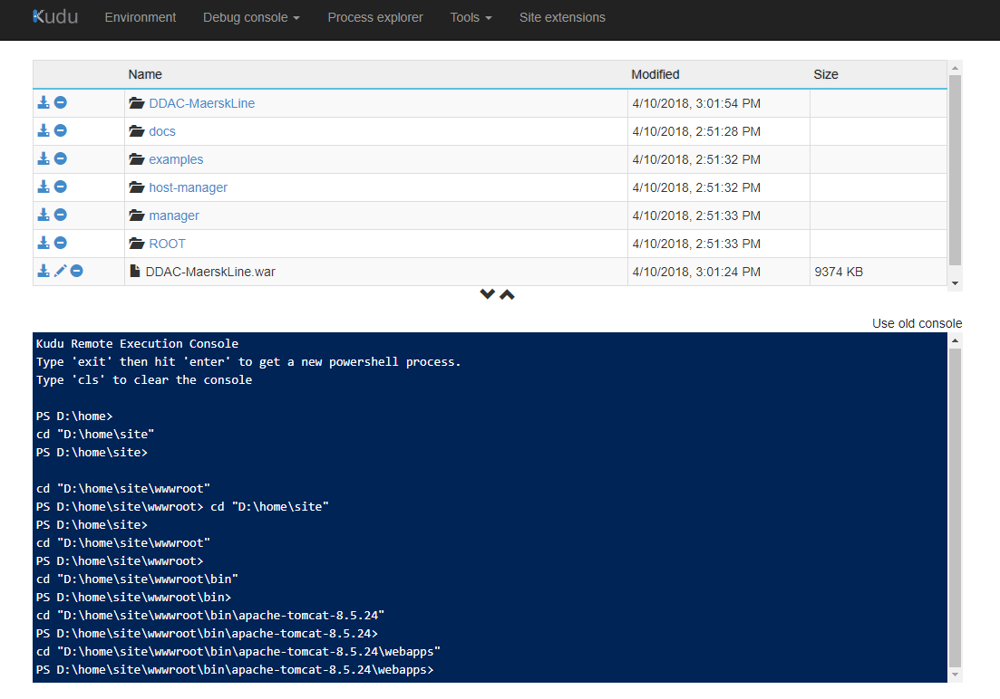 Kudu Environment Debug console Process explorer Tools Site extensions
Name Modified Size
DDAC-MaerskLine 4/10/2018, 3:01:54 PM
docs 4/10/2018, 2:51:28 PM
examples 4/10/2018, 2:51:32 PM
host-manager 4/10/2018, 2:51:32 PM
manager 4/10/2018, 2:51:33 PM
ROOT 4/10/2018, 2:51:33 PM
DDAC-MaerskLine.war 4/10/2018, 3:01:24 PM 9374 KB
Use old console
Kudu Remote Execution Console
Type 'exit' then hit 'enter' to get a new powershell process.
Type 'cls' to clear the console
PS D:\home>
cd "D:\home\site"
PS D:\home\site>
cd "D:\home\site\wwwroot"
PS D:\home\site\wwwroot> cd "D:\home\site"
PS D:\home\site>
cd "D:\home\site\wwwroot"
PS D:\home\site\wwwroot>
cd "D:\home\site\wwwroot\bin"
PS D:\home\site\wwwroot\bin>
cd "D:\home\site\wwwroot\bin\apache-tomcat-8.5.24"
PS D:\home\site\wwwroot\bin\apache-tomcat-8.5.24>
cd "D:\home\site\wwwroot\bin\apache-tomcat-8.5.24\webapps"
PS D:\home\site\wwwroot\bin\apache-tomcat-8.5.24\webapps>